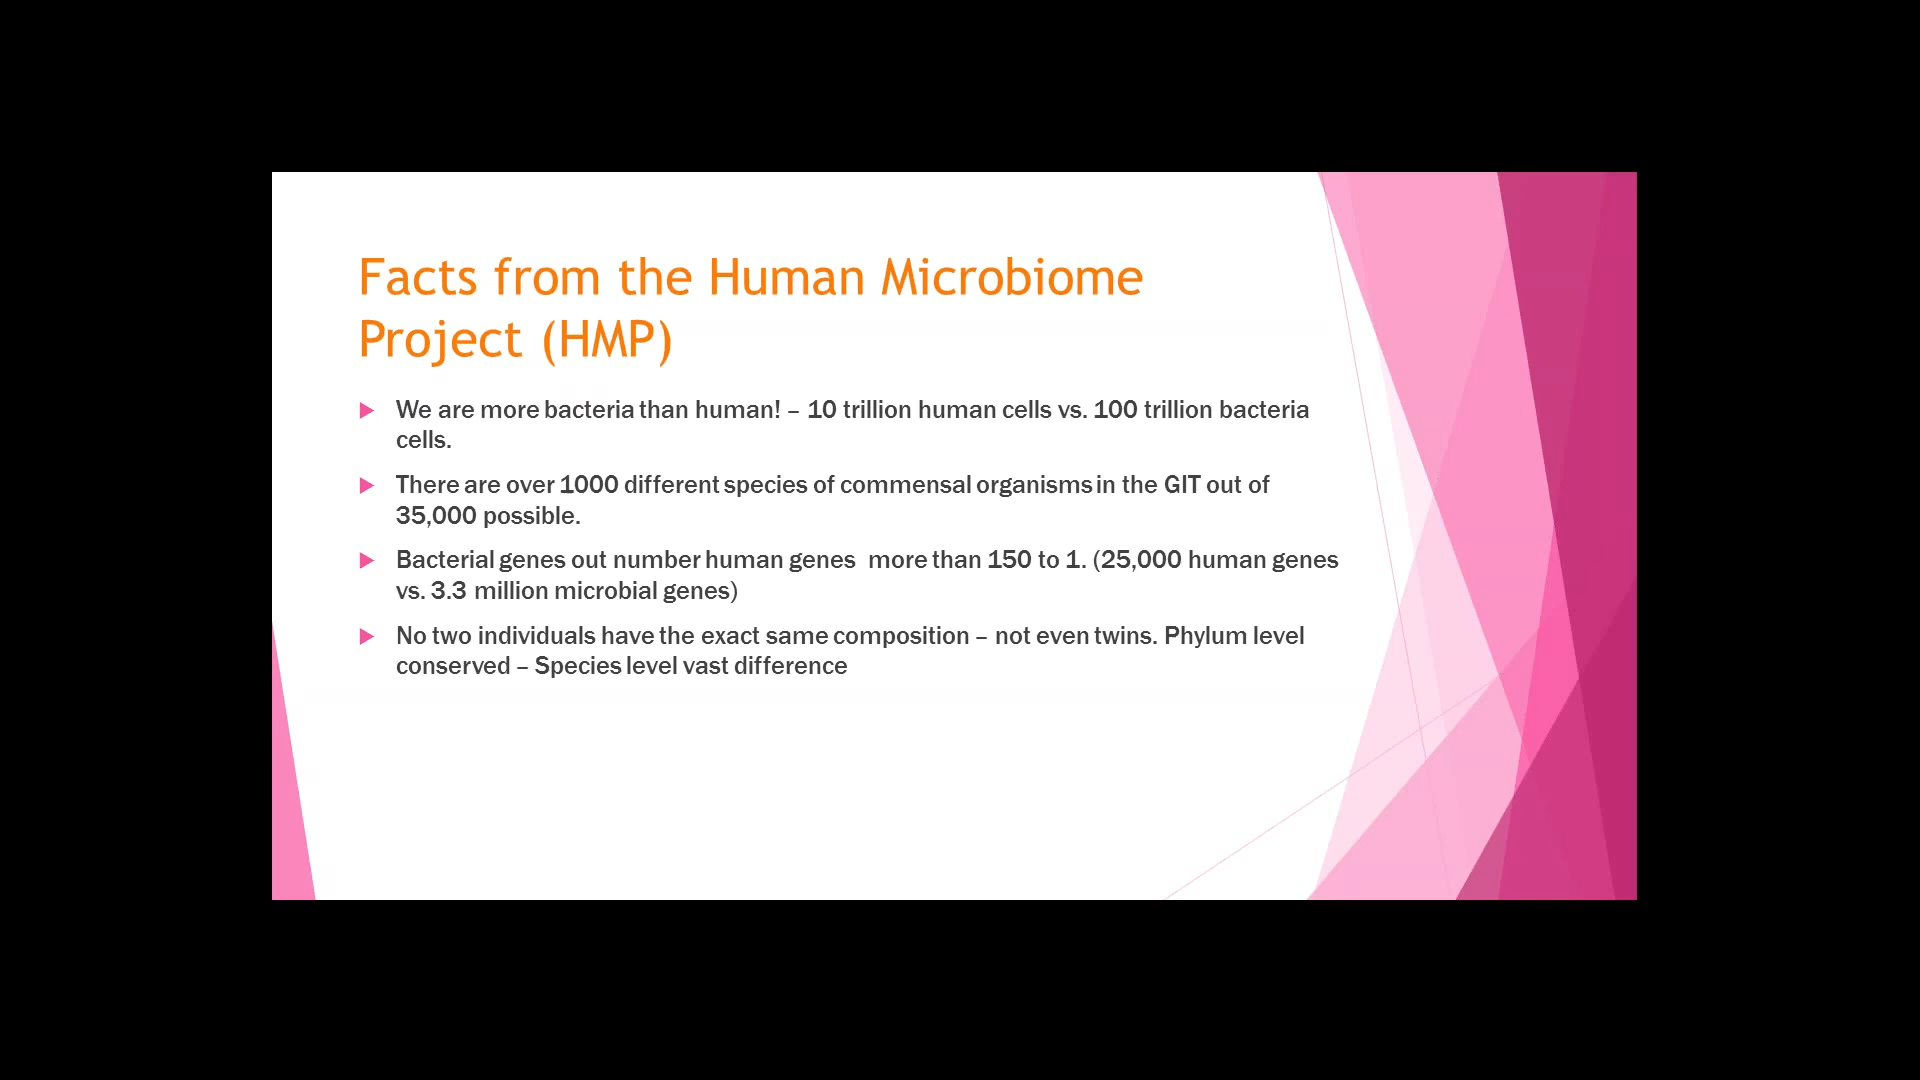 Facts from the Human Microbiome
Project (HMP)
We are more bacteria than human! – 10 trillion human cells vs. 100 trillion bacteria
cells.
There are over 1000 different species of commensal organisms in the GIT out of
35,000 possible.
Bacterial genes out number human genes  more than 150 to 1. (25,000 human genes
vs. 3.3 million microbial genes)
No two individuals have the exact same composition – not even twins. Phylum level
conserved – Species level vast difference